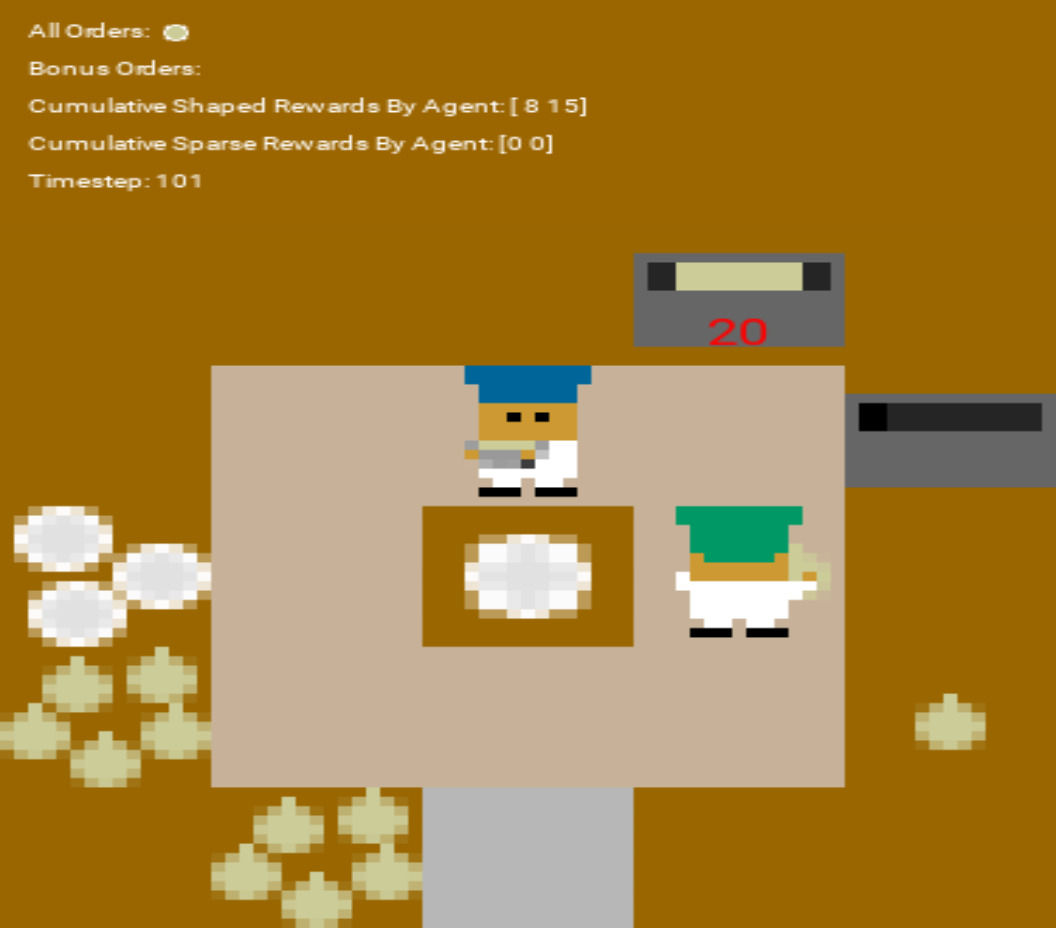 All Orders:
Bonus Orders:
Cumulative Shaped Rewards By Agent: [ 8 15]
Cumulative Sparse Rewards By Agent: [0 0]
Timestep: 101
20